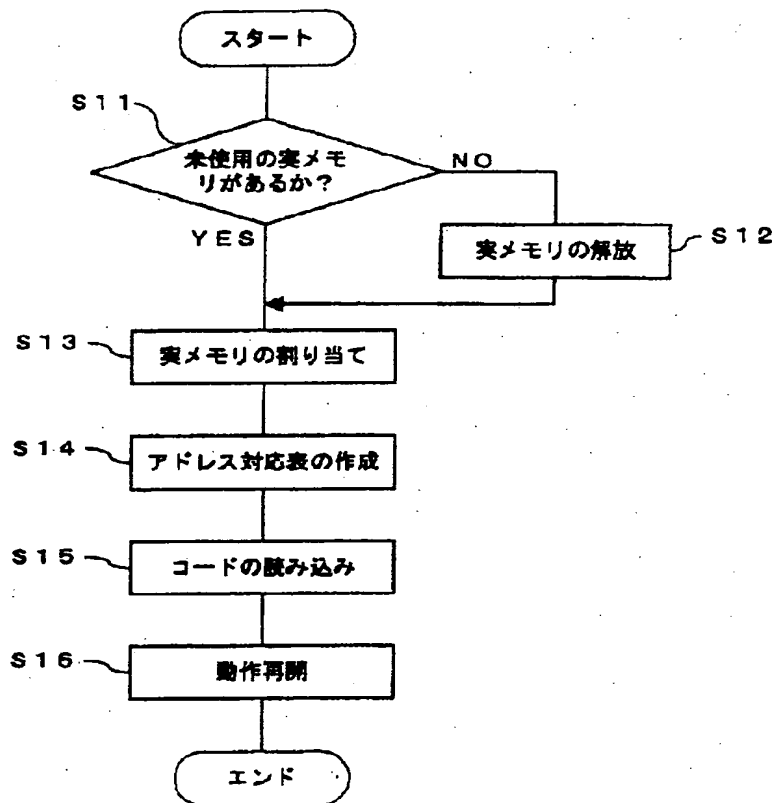 スタート
S11
未使用の実メモ
リがあるか?
NO
YES
実メモリの解放
S12
S13
実メモリの割り当て
S14
アドレス対応表の作成
S15
コードの読み込み
S16
動作再開
エンド